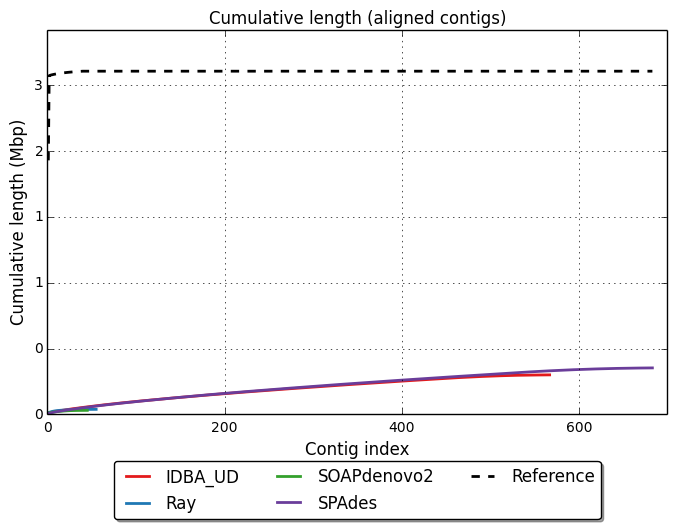 Cumulative length (aligned contigs)
Cumulative length (Mbp)
3
2
1
1
0
0
0 200 400 600
Contig index
IDBA_UD SOAPdenovo2 Reference
Ray SPAdes